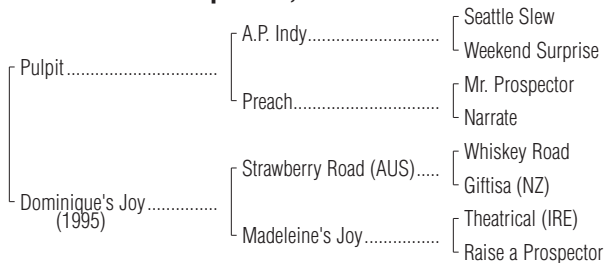 Seattle Slew
A.P. Indy
Weekend Surprise
Pulpit
Mr. Prospector
Preach
Narrate
Whiskey Road
Strawberry Road (AUS)
Giftisa (NZ)
Dominique's Joy
(1995)
Theatrical (IRE)
Madeleine's Joy
Raise a Prospector